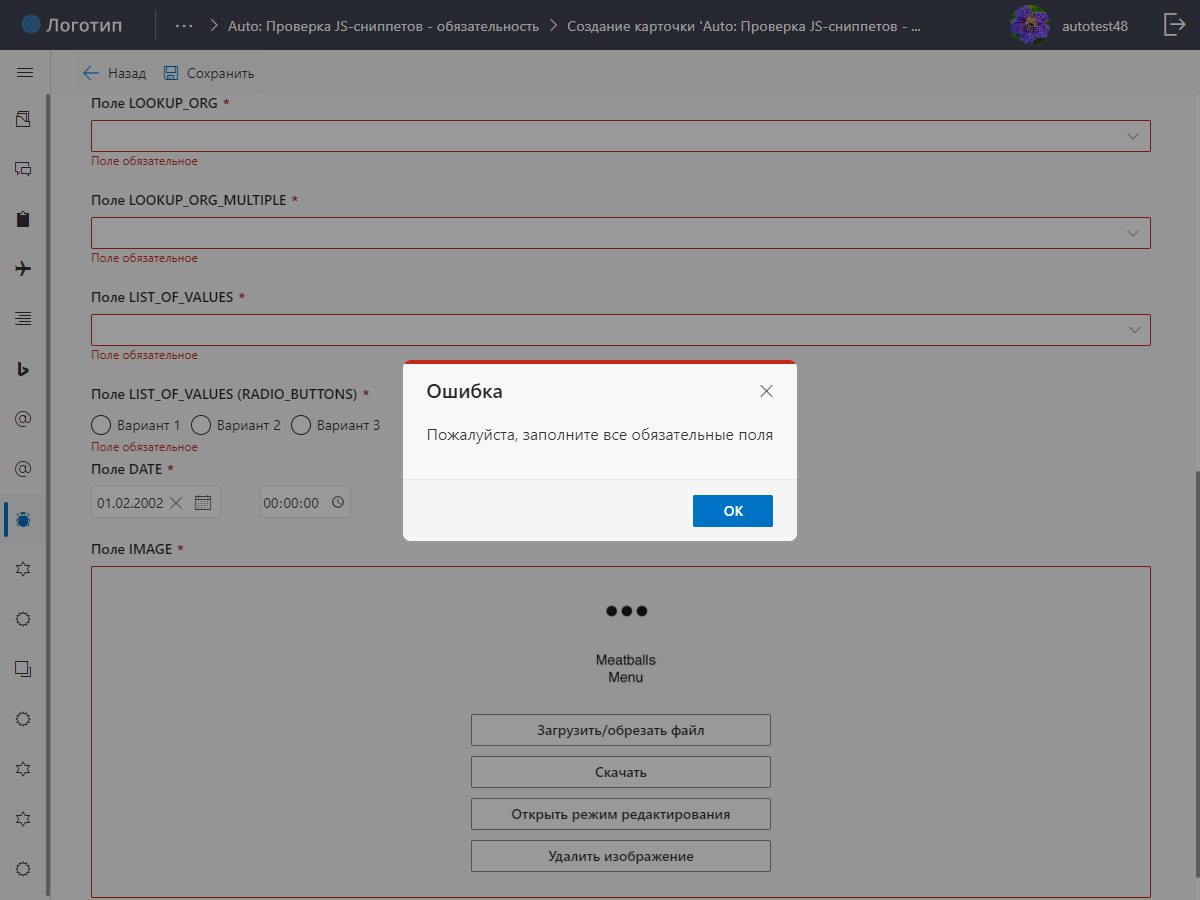 Логотип
··· Auto: Проверка JS-сниппетов - обязательность Создание карточки 'Auto: Проверка JS-сниппетов - ...
autotest48
Назад Сохранить
Поле LOOKUP_ORG *
Поле обязательное
Поле LOOKUP_ORG_MULTIPLE *
Поле обязательное
Поле LIST_OF_VALUES *
Поле обязательное
Поле LIST_OF_VALUES (RADIO_BUTTONS) *
Вариант 1 Вариант 2 Вариант 3
Поле обязательное
Поле DATE *
01.02.2002 00:00:00
Ошибка
Пожалуйста, заполните все обязательные поля
ОК
Поле IMAGE *
Meatballs
Menu
Загрузить/обрезать файл
Скачать
Открыть режим редактирования
Удалить изображение